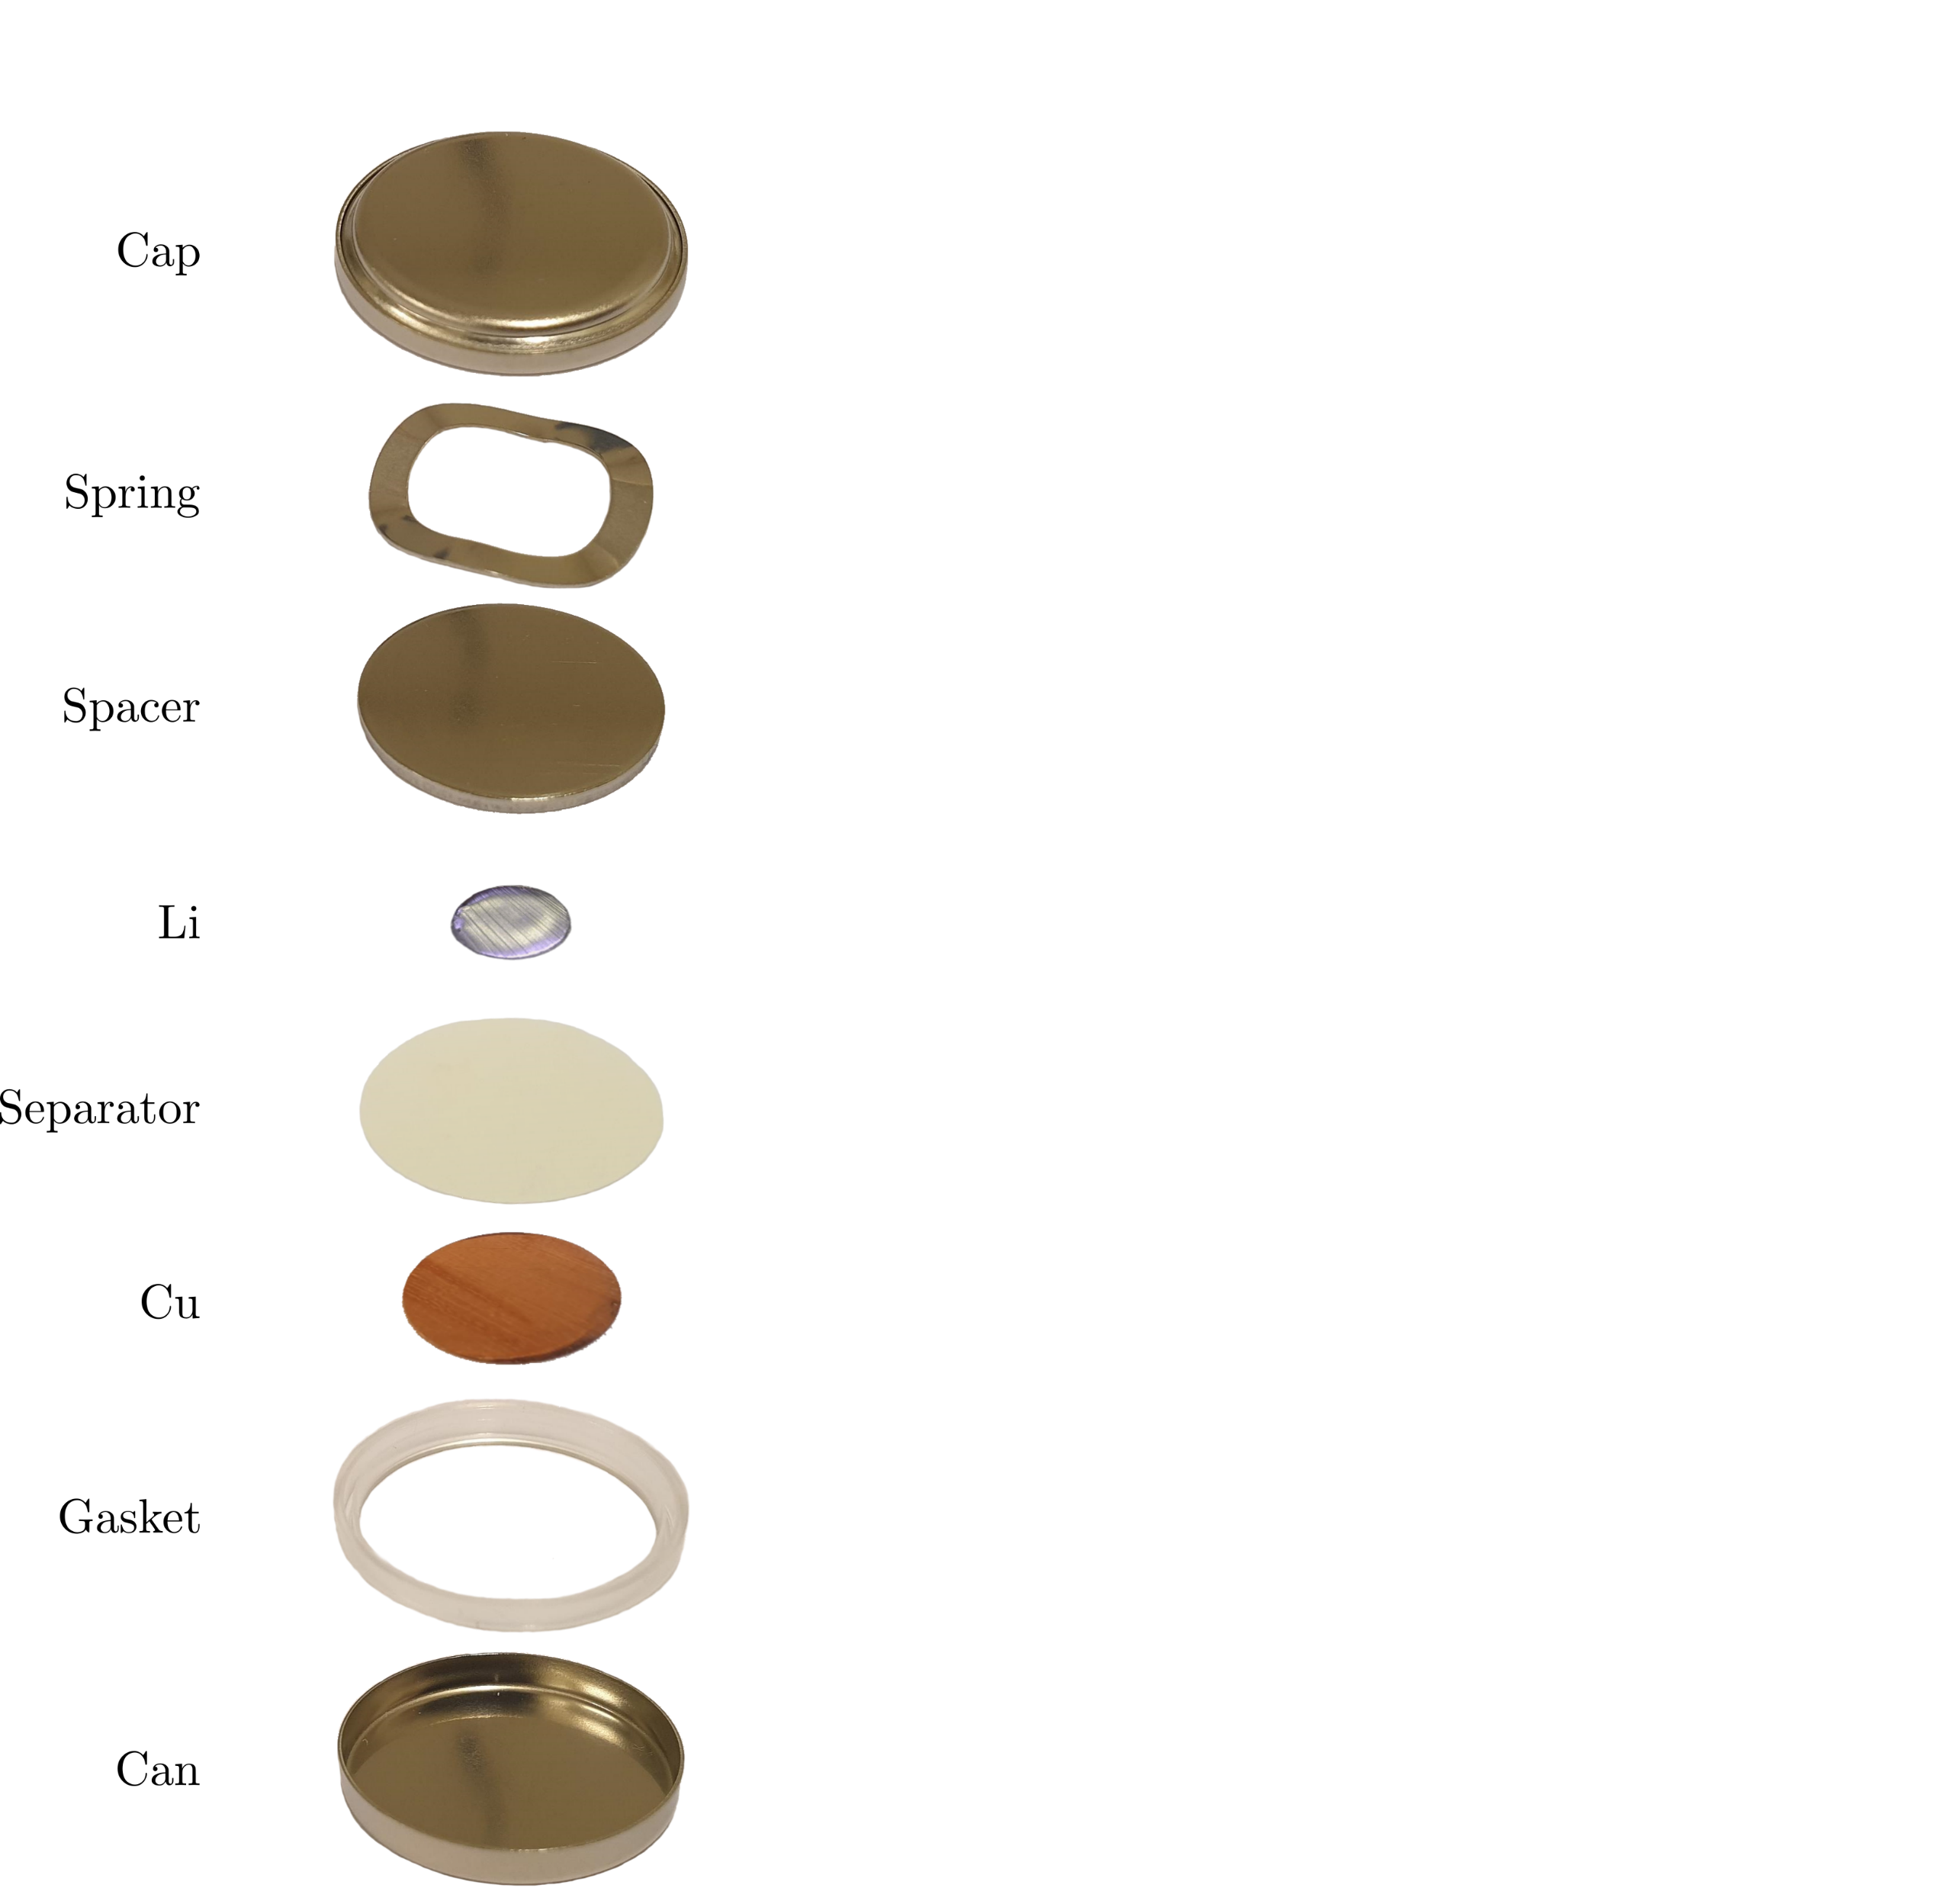 Cap
Spring
Spacer
Li
Separator
Cu
Gasket
Can